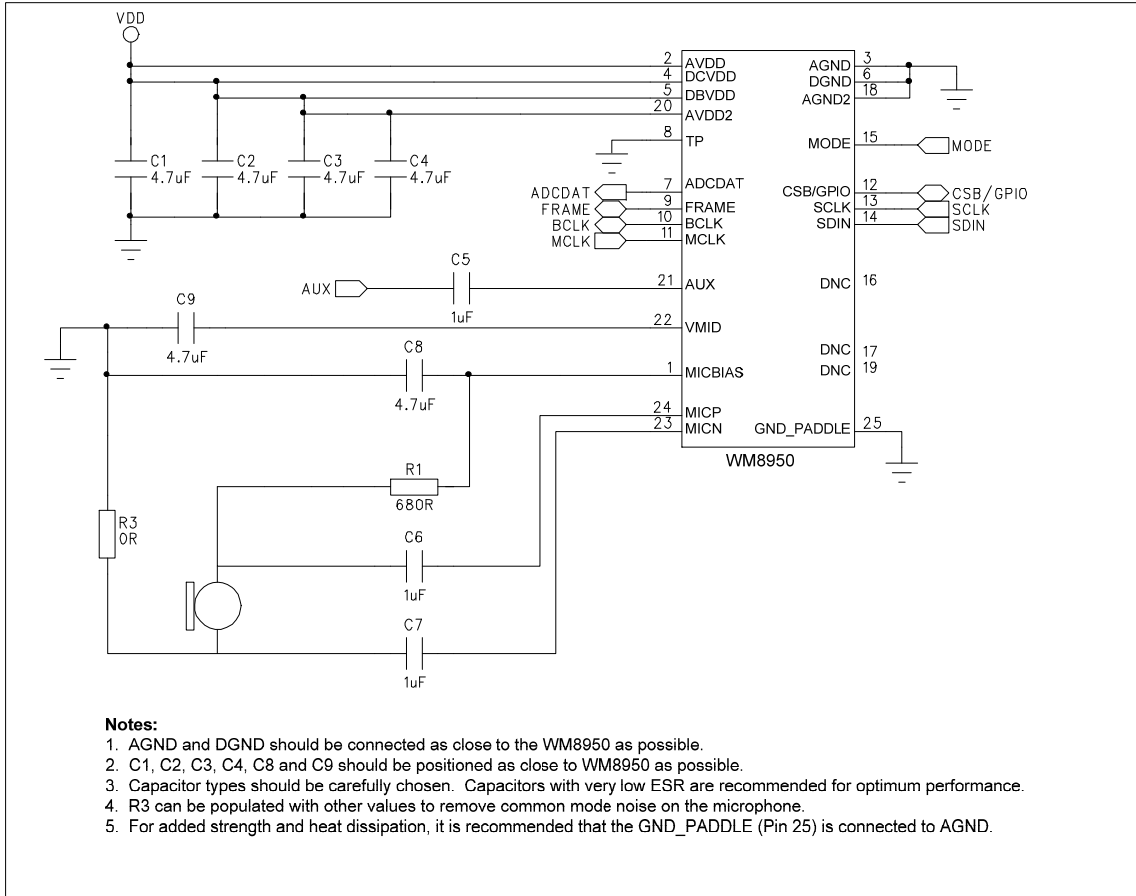 VDD
2 AVDD
4 DCVDD
5 DBVDD
20 AVDD2
8 TP
AGND 3
DGND 6
AGND2 18
MODE 15 MODE
C1 4.7uF
C2 4.7uF
C3 4.7uF
C4 4.7uF
ADCDAT 7 ADCDAT
FRAME 9 FRAME
BCLK 10 BCLK
MCLK 11 MCLK
CSB/GPIO 12 CSB/GPIO
SCLK 13 SCLK
SDIN 14 SDIN
AUX C5 1uF 21 AUX
DNC 16
C9 4.7uF 22 VMID
C8 4.7uF 1 MICBIAS
DNC 17
DNC 19
24 MICP
23 MICN
GND_PADDLE 25
WM8950
R1 680R
R3 0R
C6 1uF
C7 1uF
Notes:
1. AGND and DGND should be connected as close to the WM8950 as possible.
2. C1, C2, C3, C4, C8 and C9 should be positioned as close to WM8950 as possible.
3. Capacitor types should be carefully chosen. Capacitors with very low ESR are recommended for optimum performance.
4. R3 can be populated with other values to remove common mode noise on the microphone.
5. For added strength and heat dissipation, it is recommended that the GND_PADDLE (Pin 25) is connected to AGND.